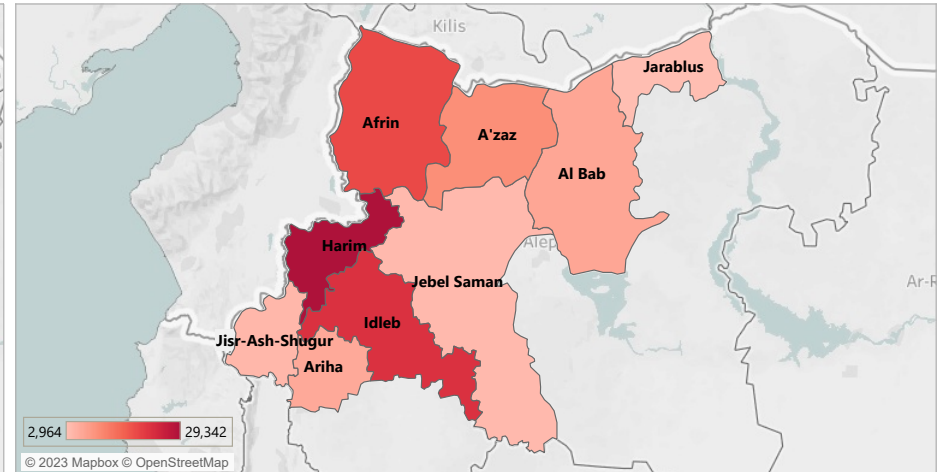 Kilis
Jarablus
Afrin
A'zaz
Al Bab
Harim
Alep
Ar-R
Jebel Saman
Idleb
Jisr-Ash-Shugur
Ariha
2,964
29,342
© 2023 Mapbox © OpenStreetMap